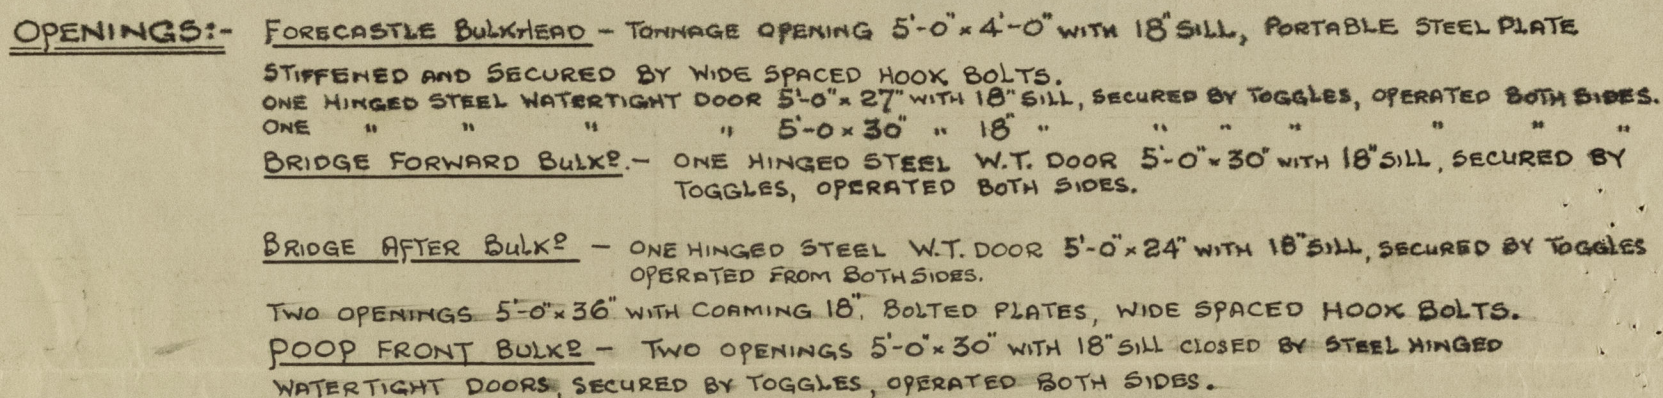 OPENINGS:- FORECASTLE BULKHEAD - TONNAGE OPENING 5'-0" x 4'-0" WITH 18" SILL, PORTABLE STEEL PLATE
STIFFENED AND SECURED BY WIDE SPACED HOOK BOLTS.
ONE HINGED STEEL WATERTIGHT DOOR 5'-0" x 27" WITH 18" SILL, SECURED BY TOGGLES, OPERATED BOTH SIDES.
ONE " " " " 5'-0 x 30" " 18" " " " " " " "
BRIDGE FORWARD BULKᴰ.- ONE HINGED STEEL W.T. DOOR 5'-0" x 30" WITH 18" SILL, SECURED BY
TOGGLES, OPERATED BOTH SIDES.
BRIDGE AFTER BULKᴰ - ONE HINGED STEEL W.T. DOOR 5'-0" x 24" WITH 18" SILL, SECURED BY TOGGLES
OPERATED FROM BOTH SIDES.
TWO OPENINGS 5'-0" x 36" WITH COAMING 18", BOLTED PLATES, WIDE SPACED HOOK BOLTS.
POOP FRONT BULKᴰ - TWO OPENINGS 5'-0" x 30" WITH 18" SILL CLOSED BY STEEL HINGED
WATERTIGHT DOORS, SECURED BY TOGGLES, OPERATED BOTH SIDES.